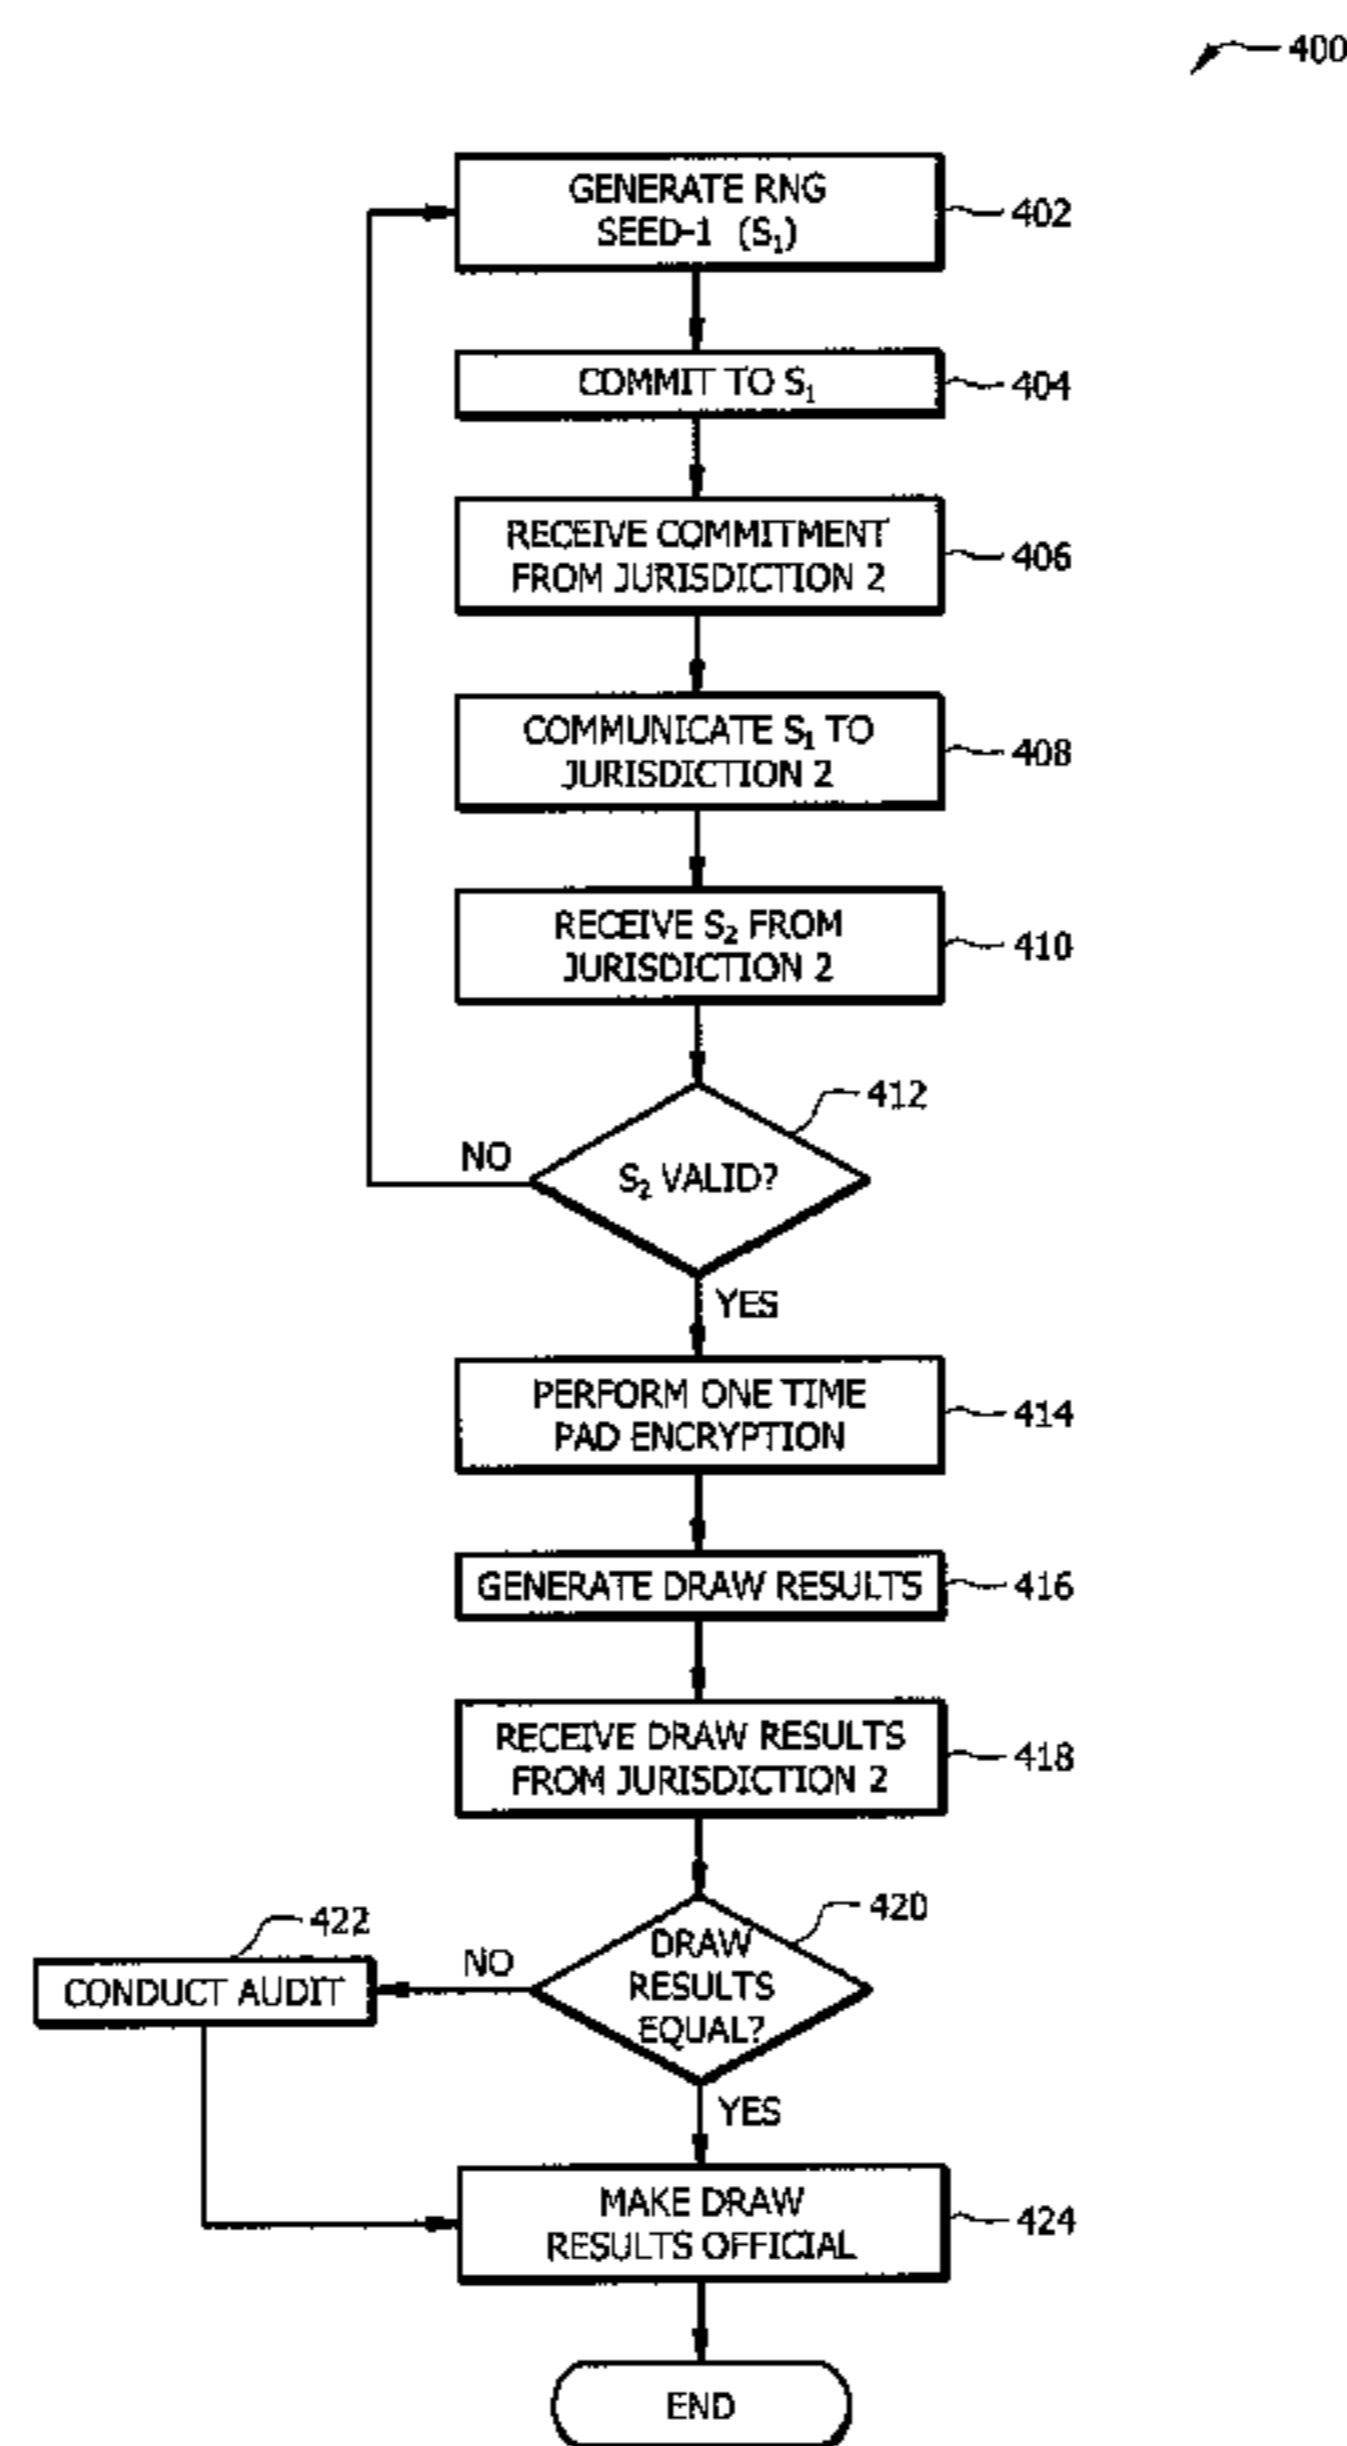 400
GENERATE RNG
SEED-1 (S₁)
402
COMMIT TO S₁
404
RECEIVE COMMITMENT
FROM JURISDICTION 2
406
COMMUNICATE S₁ TO
JURISDICTION 2
408
RECEIVE S₂ FROM
JURISDICTION 2
410
412
NO
S₂ VALID?
YES
PERFORM ONE TIME
PAD ENCRYPTION
414
GENERATE DRAW RESULTS
416
RECEIVE DRAW RESULTS
FROM JURISDICTION 2
418
420
422
CONDUCT AUDIT
NO
DRAW
RESULTS
EQUAL?
YES
MAKE DRAW
RESULTS OFFICIAL
424
END